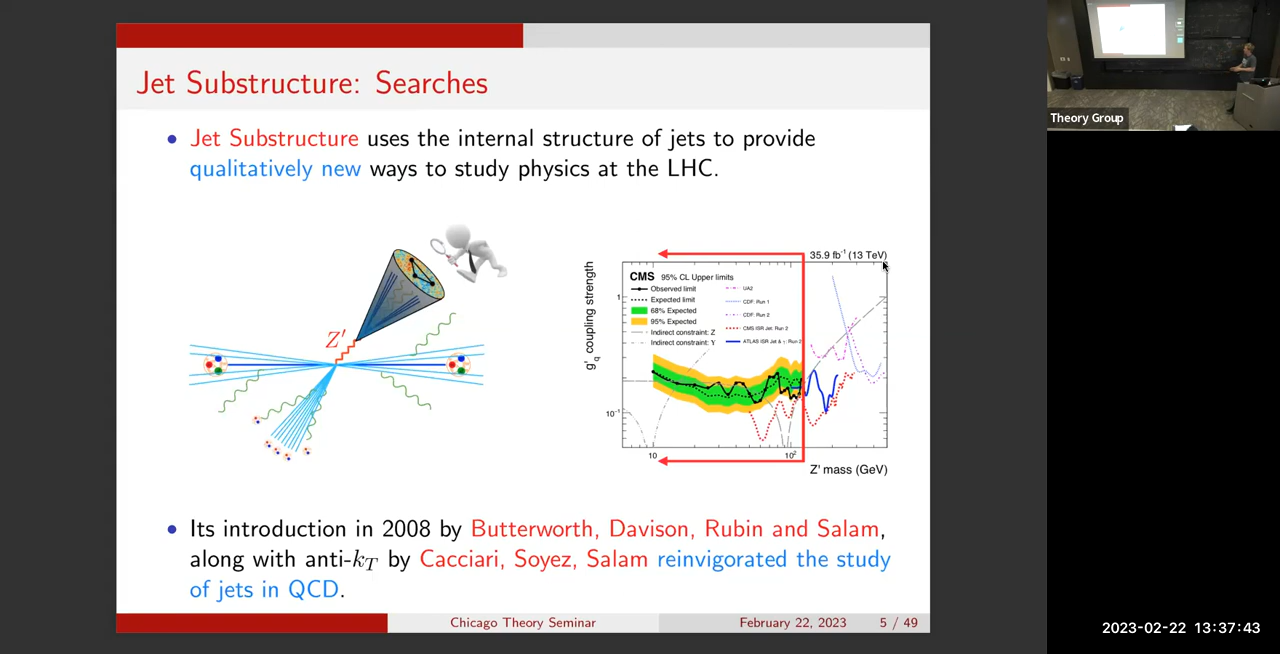 Jet Substructure: Searches
Jet Substructure uses the internal structure of jets to provide
qualitatively new ways to study physics at the LHC.
Z′
35.9 fb⁻¹ (13 TeV)
CMS 95% CL Upper limits
Observed limit
Expected limit
68% Expected
95% Expected
Indirect constraint: Z
Indirect constraint: Υ
UA2
CDF: Run 1
CDF: Run 2
CMS ISR Jet: Run 2
ATLAS ISR Jet & γ: Run 2
g'q coupling strength
1
10⁻¹
10
10²
Z' mass (GeV)
Its introduction in 2008 by Butterworth, Davison, Rubin and Salam,
along with anti-kT by Cacciari, Soyez, Salam reinvigorated the study
of jets in QCD.
Chicago Theory Seminar
February 22, 2023
5 / 49
Theory Group
2023-02-22 13:37:43